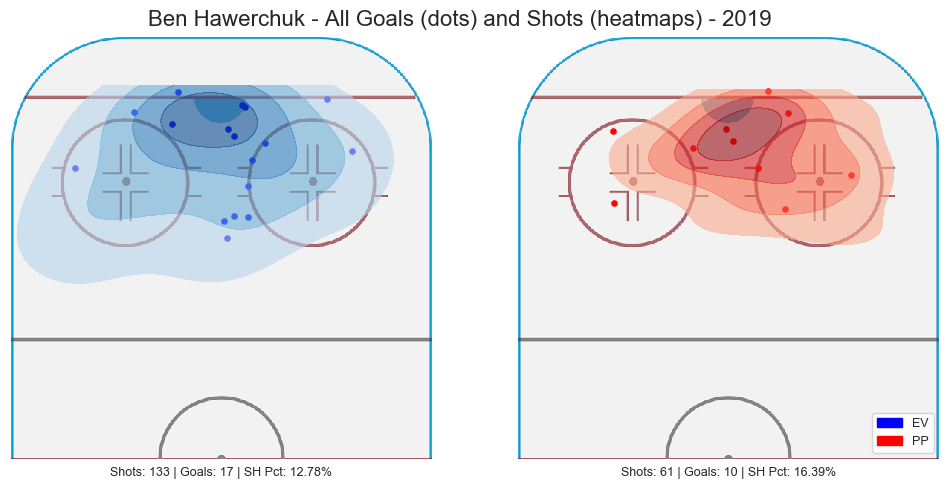 Ben Hawerchuk - All Goals (dots) and Shots (heatmaps) - 2019
EV
PP
Shots: 133 | Goals: 17 | SH Pct: 12.78%
Shots: 61 | Goals: 10 | SH Pct: 16.39%